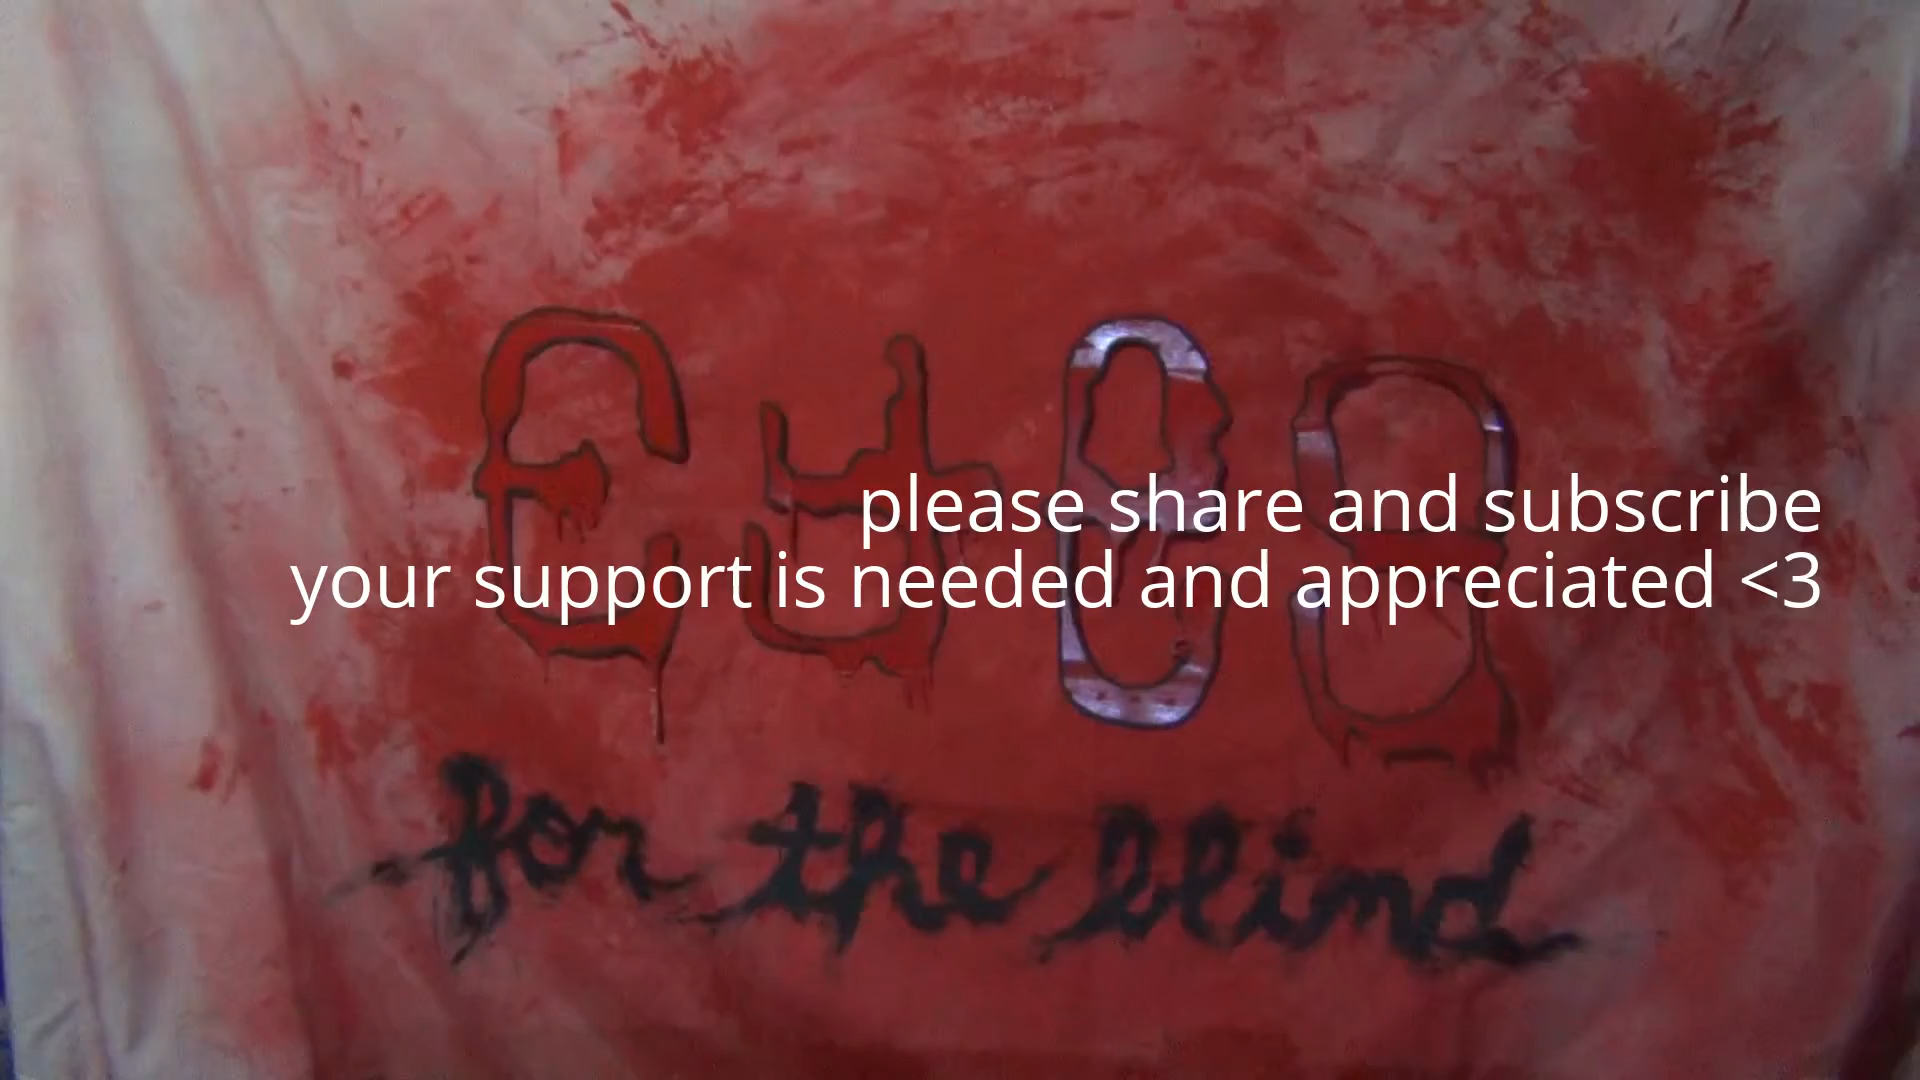 please share and subscribe
your support is needed and appreciated <3
for the blind